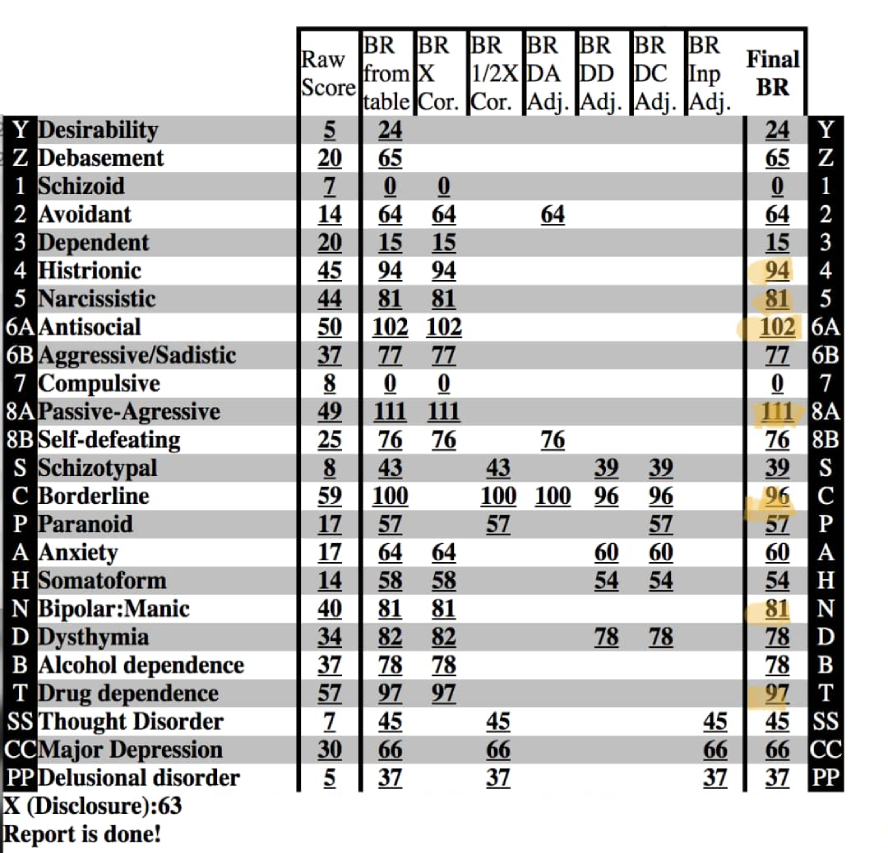 Raw Score BR from table BR X Cor. BR 1/2X Cor. BR DA Adj. BR DD Adj. BR DC Adj. BR Inp Adj. Final BR
Y Desirability 5 24 24 Y
Z Debasement 20 65 65 Z
1 Schizoid 7 0 0 0 1
2 Avoidant 14 64 64 64 64 2
3 Dependent 20 15 15 15 3
4 Histrionic 45 94 94 94 4
5 Narcissistic 44 81 81 81 5
6A Antisocial 50 102 102 102 6A
6B Aggressive/Sadistic 37 77 77 77 6B
7 Compulsive 8 0 0 0 7
8A Passive-Agressive 49 111 111 111 8A
8B Self-defeating 25 76 76 76 76 8B
S Schizotypal 8 43 43 39 39 39 S
C Borderline 59 100 100 100 96 96 96 C
P Paranoid 17 57 57 57 57 P
A Anxiety 17 64 64 60 60 60 A
H Somatoform 14 58 58 54 54 54 H
N Bipolar:Manic 40 81 81 81 N
D Dysthymia 34 82 82 78 78 78 D
B Alcohol dependence 37 78 78 78 B
T Drug dependence 57 97 97 97 T
SS Thought Disorder 7 45 45 45 45 SS
CC Major Depression 30 66 66 66 66 CC
PP Delusional disorder 5 37 37 37 37 PP
X (Disclosure):63
Report is done!